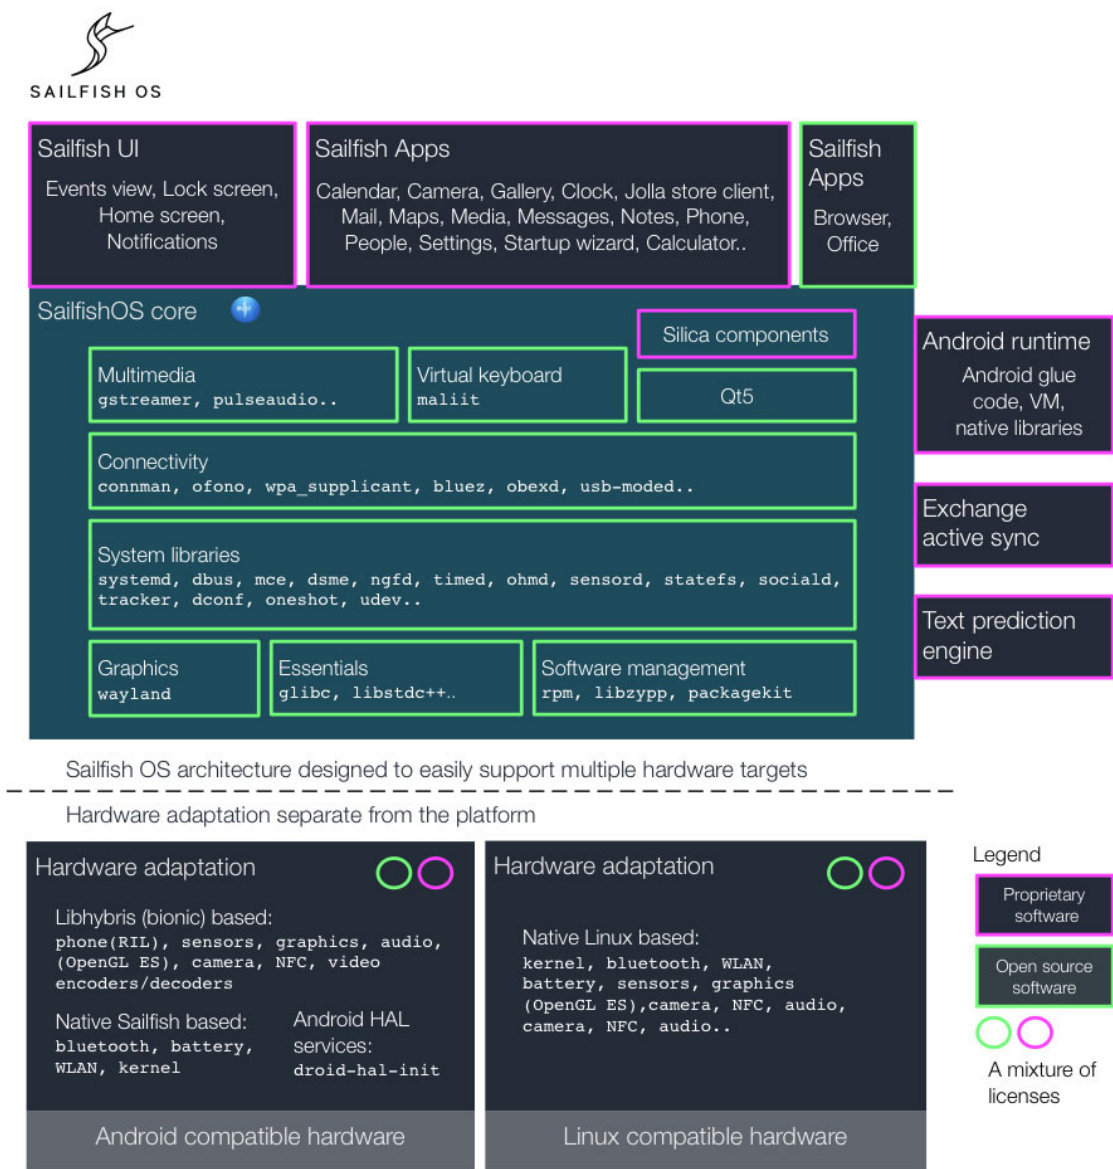 SAILFISH OS
Sailfish UI
Events view, Lock screen,
Home screen,
Notifications
Sailfish Apps
Calendar, Camera, Gallery, Clock, Jolla store client,
Mail, Maps, Media, Messages, Notes, Phone,
People, Settings, Startup wizard, Calculator..
Sailfish
Apps
Browser,
Office
SailfishOS core
Silica components
Multimedia
gstreamer, pulseaudio..
Virtual keyboard
maliit
Qt5
Connectivity
connman, ofono, wpa_supplicant, bluez, obexd, usb-moded..
System libraries
systemd, dbus, mce, dsme, ngfd, timed, ohmd, sensord, statefs, sociald,
tracker, dconf, oneshot, udev..
Graphics
wayland
Essentials
glibc, libstdc++..
Software management
rpm, libzypp, packagekit
Android runtime
Android glue
code, VM,
native libraries
Exchange
active sync
Text prediction
engine
Sailfish OS architecture designed to easily support multiple hardware targets
Hardware adaptation separate from the platform
Hardware adaptation
Libhybris (bionic) based:
phone(RIL), sensors, graphics, audio,
(OpenGL ES), camera, NFC, video
encoders/decoders
Native Sailfish based:
bluetooth, battery,
WLAN, kernel
Android HAL
services:
droid-hal-init
Android compatible hardware
Hardware adaptation
Native Linux based:
kernel, bluetooth, WLAN,
battery, sensors, graphics
(OpenGL ES),camera, NFC, audio,
camera, NFC, audio..
Linux compatible hardware
Legend
Proprietary
software
Open source
software
A mixture of
licenses